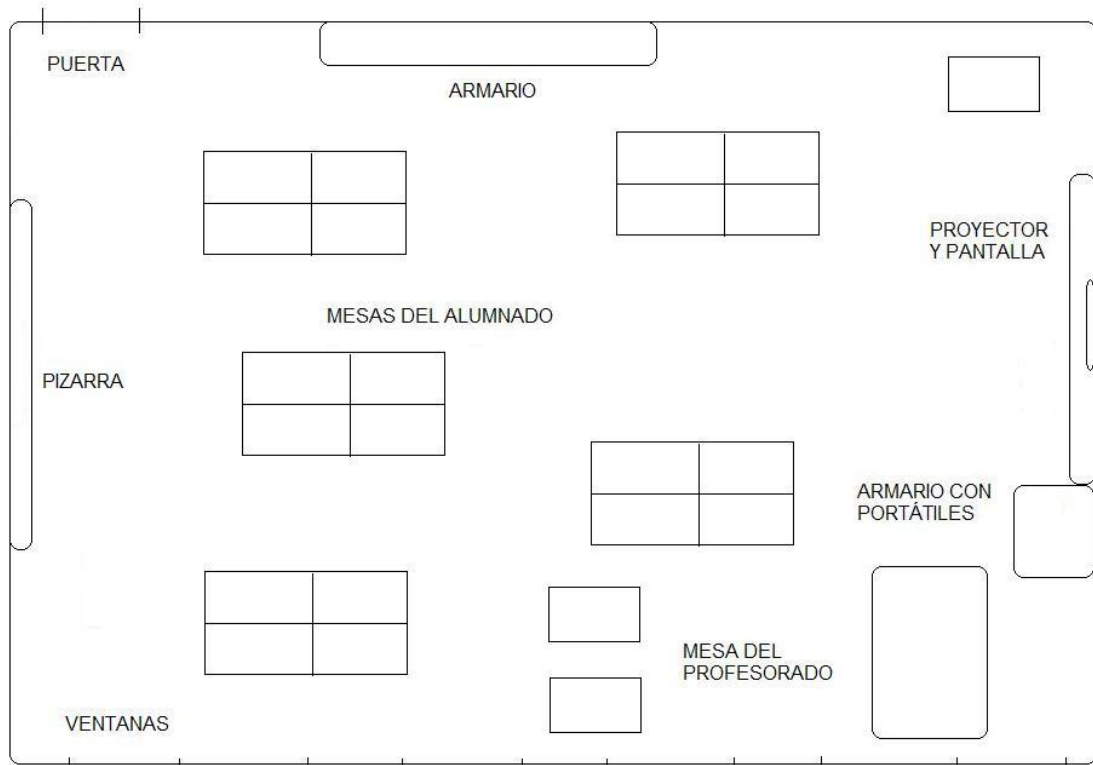 PUERTA
ARMARIO
PROYECTOR
Y PANTALLA
MESAS DEL ALUMNADO
PIZARRA
ARMARIO CON
PORTÁTILES
MESA DEL
PROFESORADO
VENTANAS